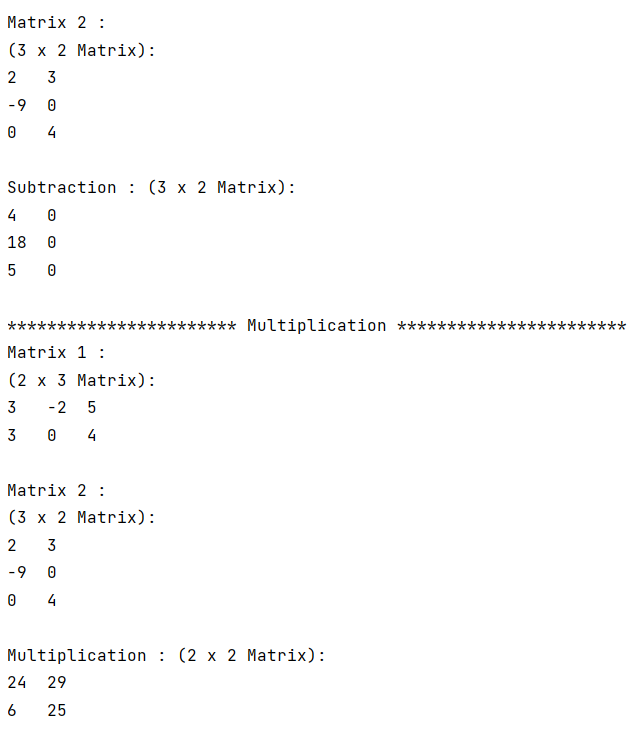 Matrix 2 :
(3 x 2 Matrix):
2   3
-9  0
0   4
Subtraction : (3 x 2 Matrix):
4   0
18  0
5   0
*********************** Multiplication ***********************
Matrix 1 :
(2 x 3 Matrix):
3   -2  5
3   0   4
Matrix 2 :
(3 x 2 Matrix):
2   3
-9  0
0   4
Multiplication : (2 x 2 Matrix):
24  29
6   25